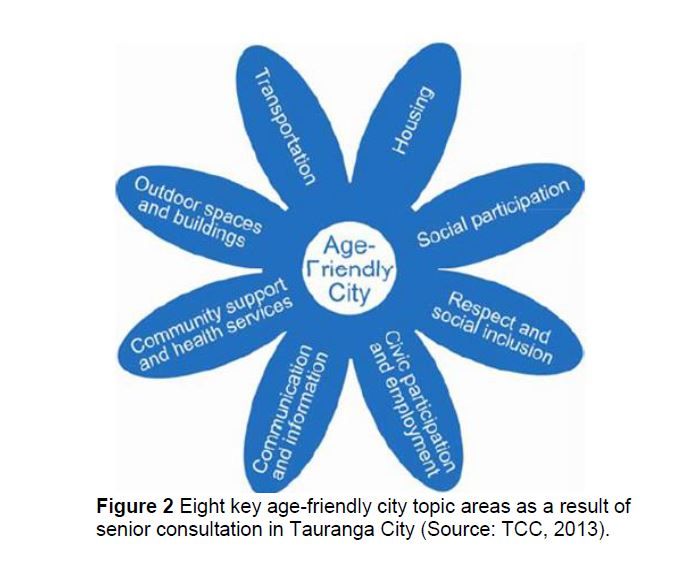 Transportation
Housing
Social participation
Respect and
social inclusion
Civic participation
and employment
Communication
and information
Community support
and health services
Outdoor spaces
and buildings
Age-
Friendly
City
Figure 2 Eight key age-friendly city topic areas as a result of
senior consultation in Tauranga City (Source: TCC, 2013).